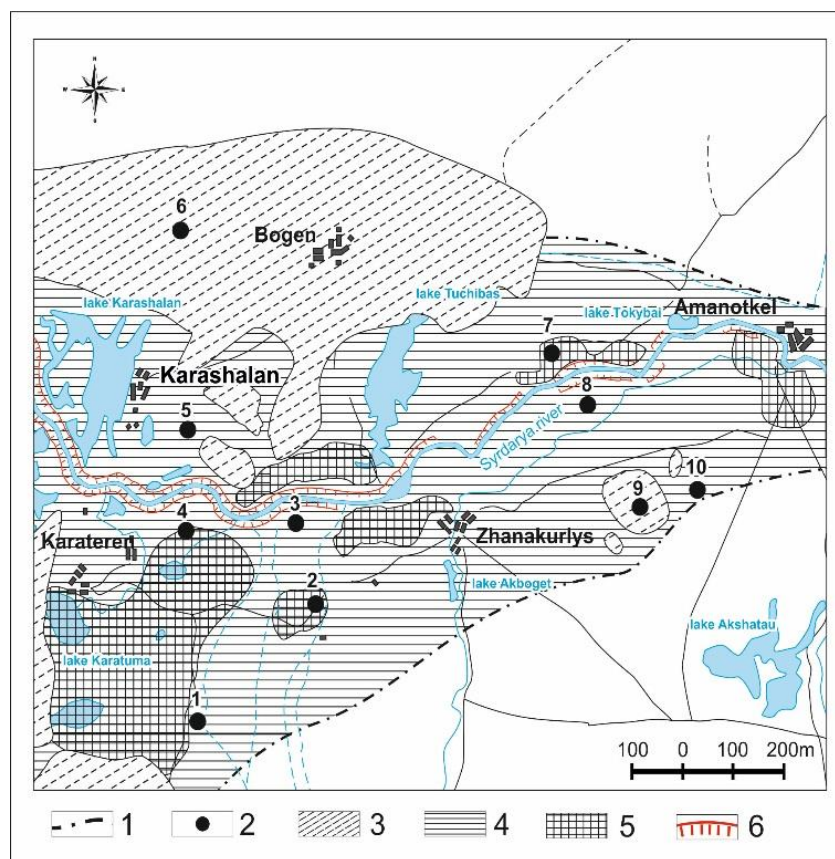 N
W
E
S
6
Bogen
lake Karashalan
lake Tuchibas
lake Tokybai
Amanotkel
7
Karashalan
8
5
Syrdarya river
10
9
4
3
Karateren
Zhanakurlys
2
lake Akboget
lake Akshatau
lake Karatuma
1
100 0 100 200m
1 2 3 4 5 6